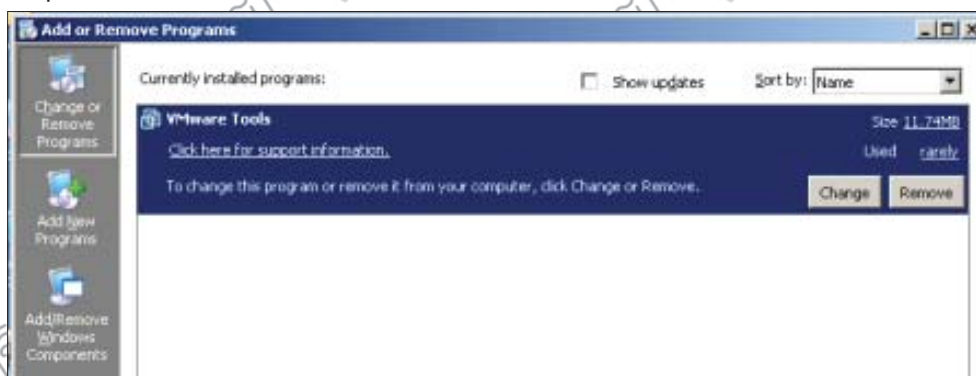 Add or Remove Programs
Change or
Remove
Programs
Currently installed programs:
Show updates
Sort by: Name
VMware Tools
Size 11.74MB
Click here for support information.
Used rarely
To change this program or remove it from your computer, click Change or Remove.
Change Remove
Add New
Programs
Add/Remove
Windows
Components